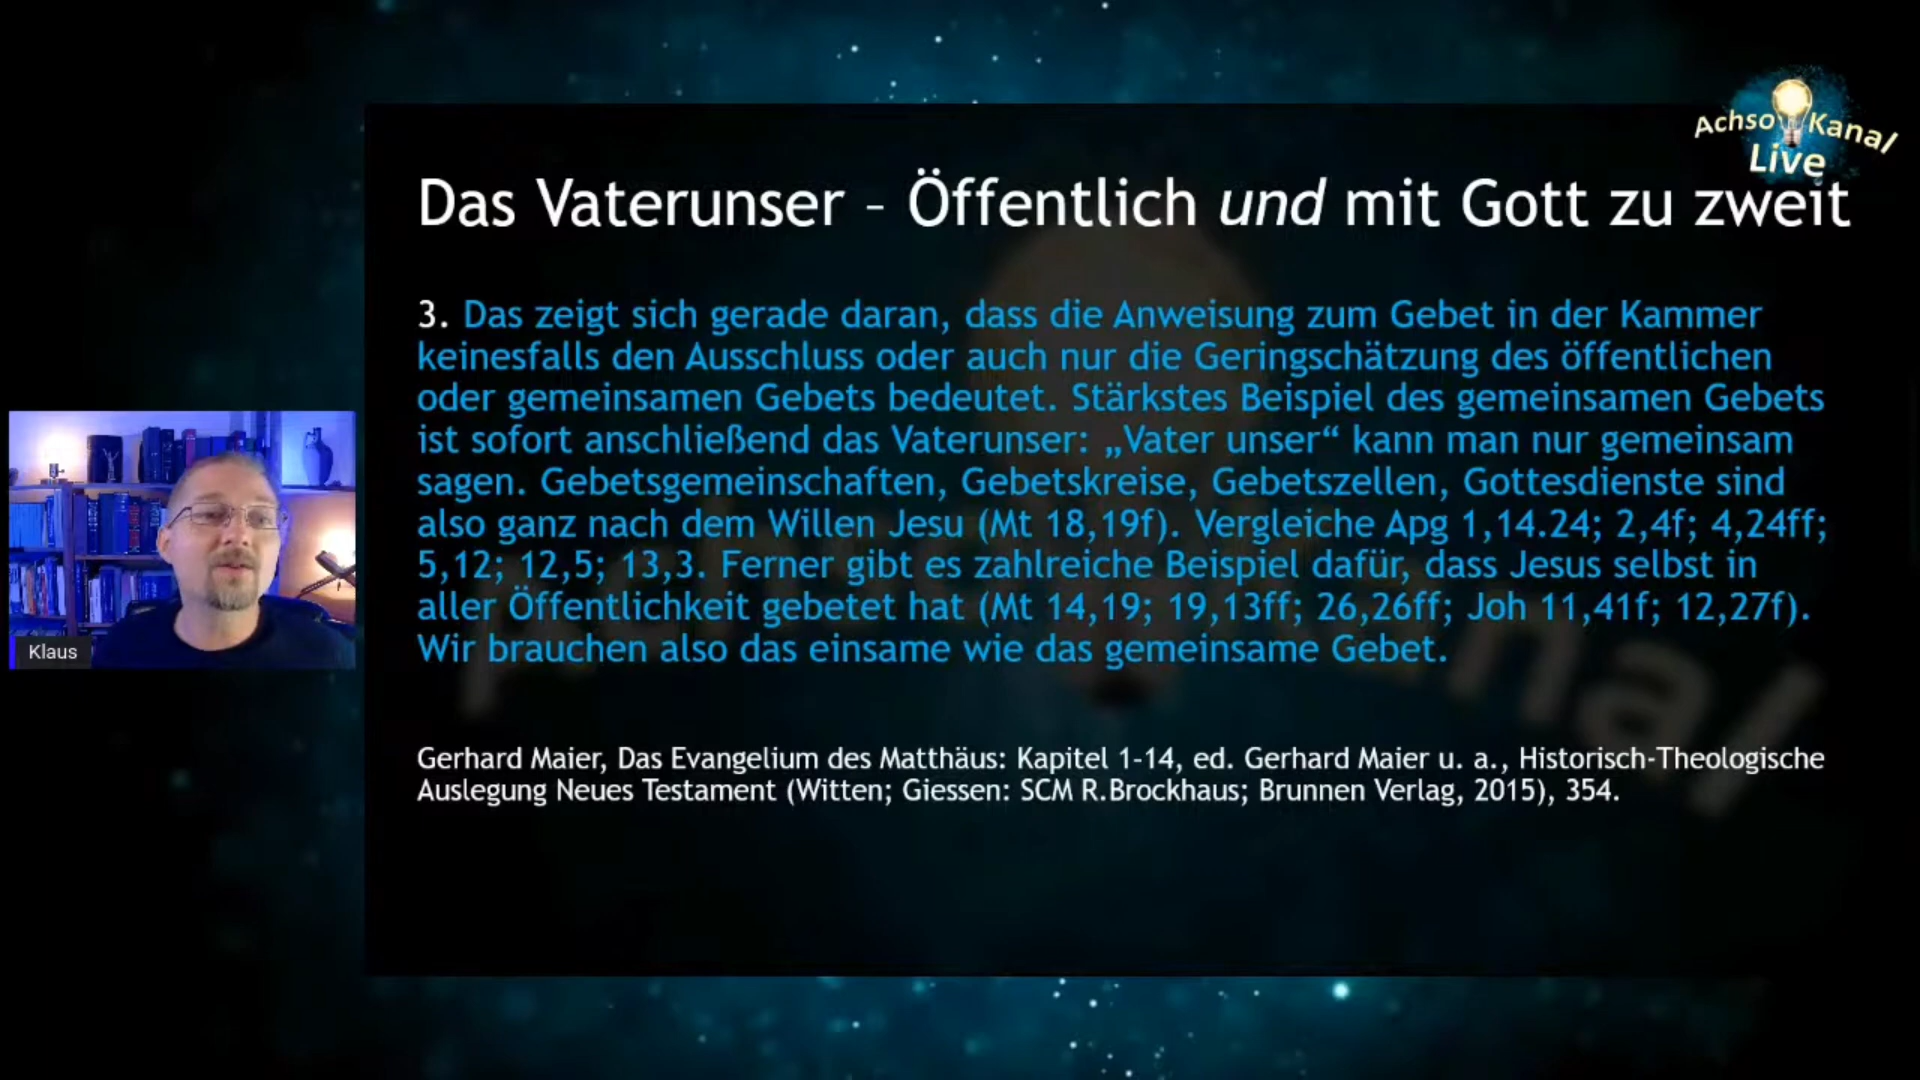 Achso Kanal
Live
Das Vaterunser – Öffentlich und mit Gott zu zweit
3. Das zeigt sich gerade daran, dass die Anweisung zum Gebet in der Kammer
keinesfalls den Ausschluss oder auch nur die Geringschätzung des öffentlichen
oder gemeinsamen Gebets bedeutet. Stärkstes Beispiel des gemeinsamen Gebets
ist sofort anschließend das Vaterunser: „Vater unser“ kann man nur gemeinsam
sagen. Gebetsgemeinschaften, Gebetskreise, Gebetszellen, Gottesdienste sind
also ganz nach dem Willen Jesu (Mt 18,19f). Vergleiche Apg 1,14.24; 2,4f; 4,24ff;
5,12; 12,5; 13,3. Ferner gibt es zahlreiche Beispiel dafür, dass Jesus selbst in
aller Öffentlichkeit gebetet hat (Mt 14,19; 19,13ff; 26,26ff; Joh 11,41f; 12,27f).
Wir brauchen also das einsame wie das gemeinsame Gebet.
Klaus
Gerhard Maier, Das Evangelium des Matthäus: Kapitel 1–14, ed. Gerhard Maier u. a., Historisch-Theologische
Auslegung Neues Testament (Witten; Giessen: SCM R.Brockhaus; Brunnen Verlag, 2015), 354.